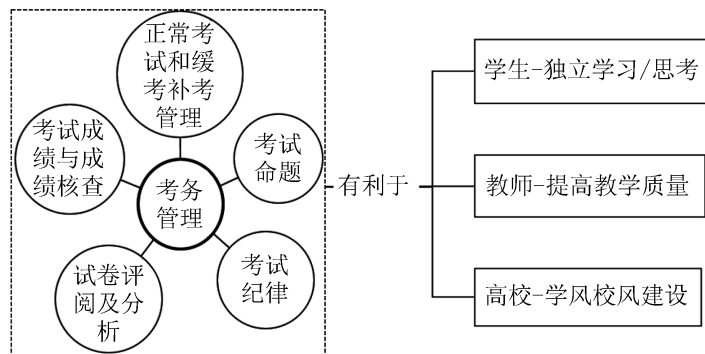 正常考
试和缓
考补考
管理
考试成
绩与成
绩核查
考试
命题
考务
管理
试卷评
阅及分
析
考试
纪律
有利于
学生-独立学习/思考
教师-提高教学质量
高校-学风校风建设